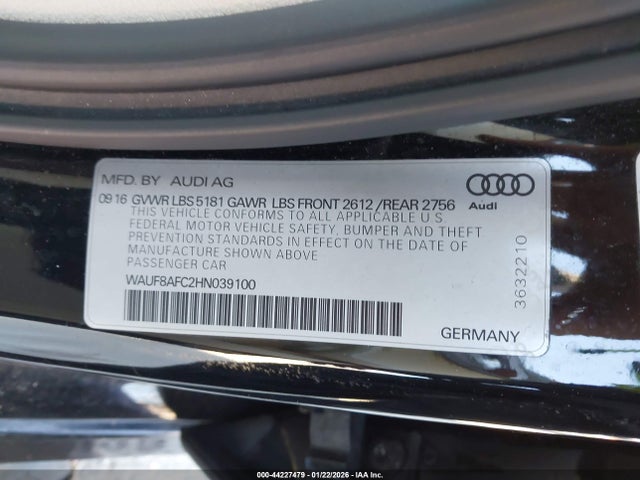 MFD. BY AUDI AG
09 16 GVWR LBS 5181 GAWR LBS FRONT 2612 /REAR 2756
THIS VEHICLE CONFORMS TO ALL APPLICABLE U S
FEDERAL MOTOR VEHICLE SAFETY, BUMPER AND THEFT
PREVENTION STANDARDS IN EFFECT ON THE DATE OF
MANUFACTURE SHOWN ABOVE
PASSENGER CAR
WAUF8AFC2HN039100
Audi
3632210
GERMANY
000-44227479 - 01/22/2026 - IAA Inc.